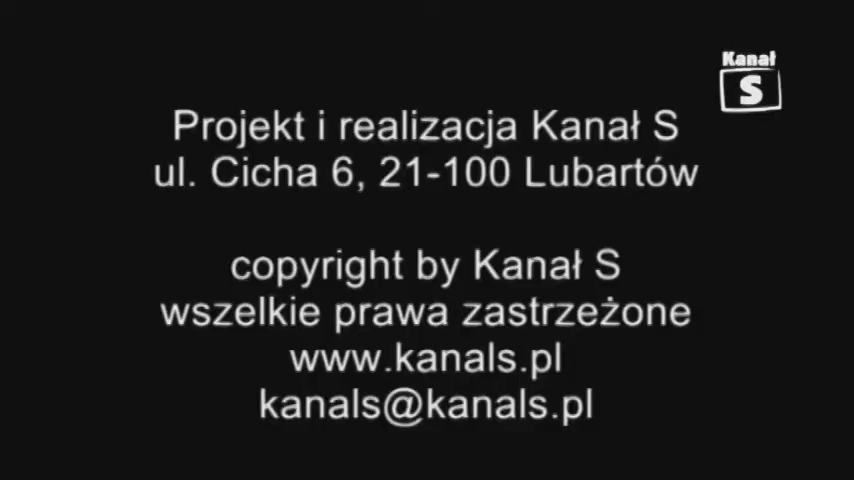 Kanał
S
Projekt i realizacja Kanał S
ul. Cicha 6, 21-100 Lubartów
copyright by Kanał S
wszelkie prawa zastrzeżone
www.kanals.pl
kanals@kanals.pl